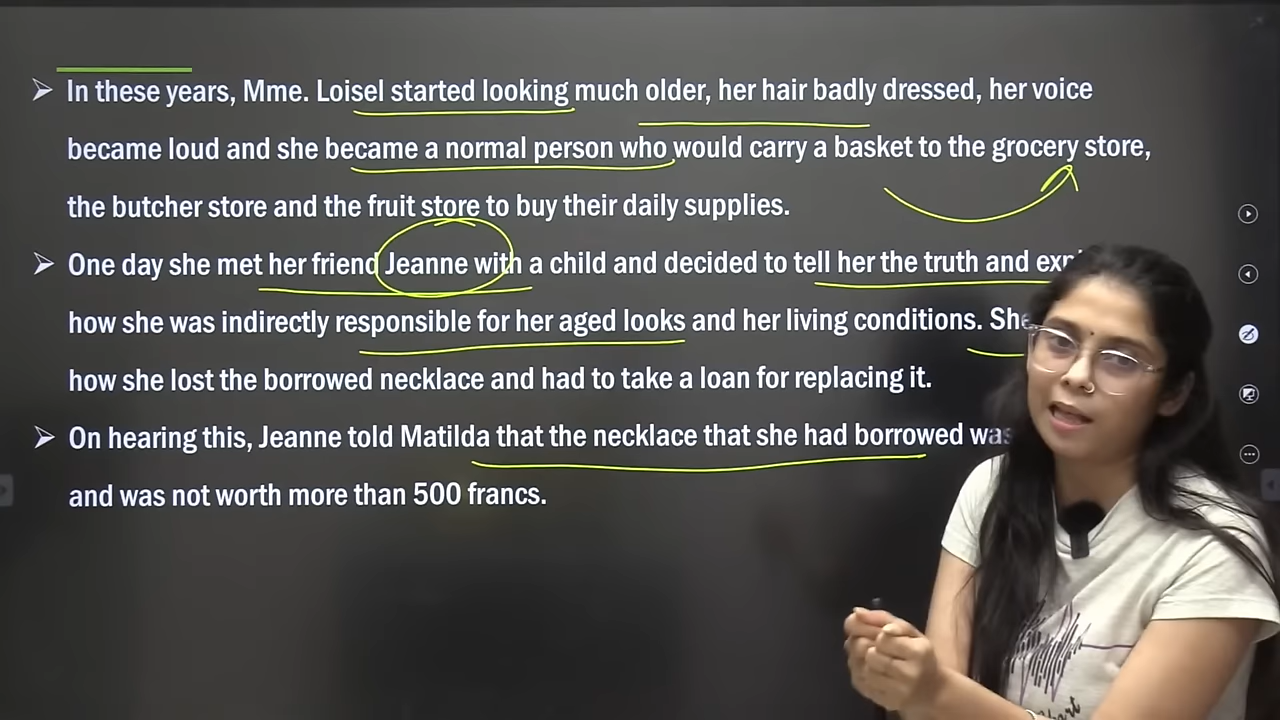 ➢ In these years, Mme. Loisel started looking much older, her hair badly dressed, her voice
became loud and she became a normal person who would carry a basket to the grocery store,
the butcher store and the fruit store to buy their daily supplies.
➢ One day she met her friend Jeanne with a child and decided to tell her the truth and
how she was indirectly responsible for her aged looks and her living conditions. She
how she lost the borrowed necklace and had to take a loan for replacing it.
➢ On hearing this, Jeanne told Matilda that the necklace that she had borrowed was
and was not worth more than 500 francs.